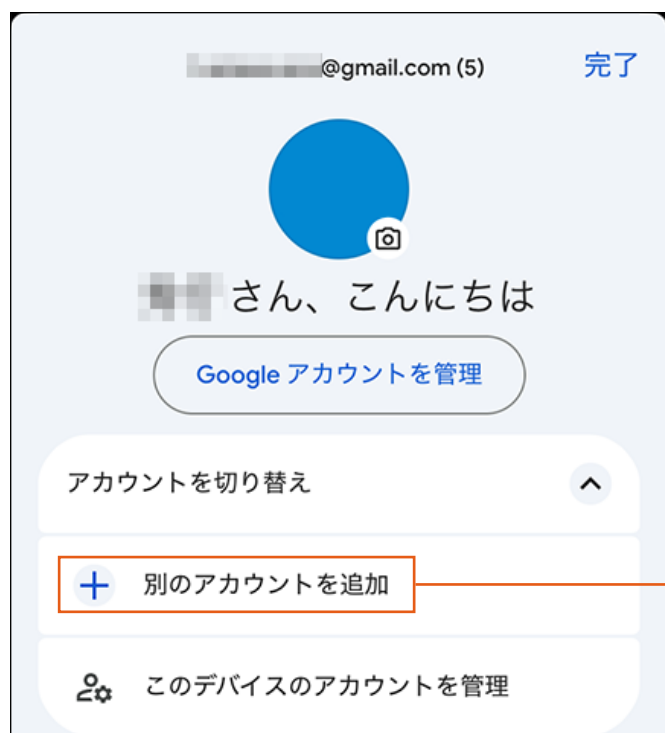 @gmail.com (5)
完了
さん、こんにちは
Google アカウントを管理
アカウントを切り替え
別のアカウントを追加
このデバイスのアカウントを管理